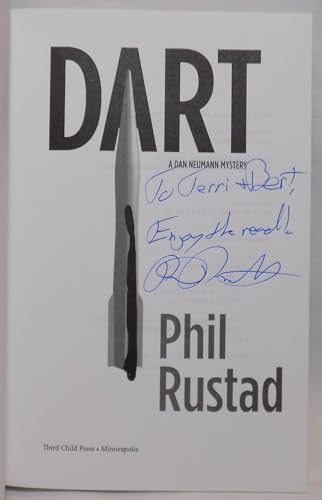 DART
A DAN NEUMANN MYSTERY
To Terri & Bert,
Enjoy the read!
Phil
Rustad
Third Child Press • Minneapolis